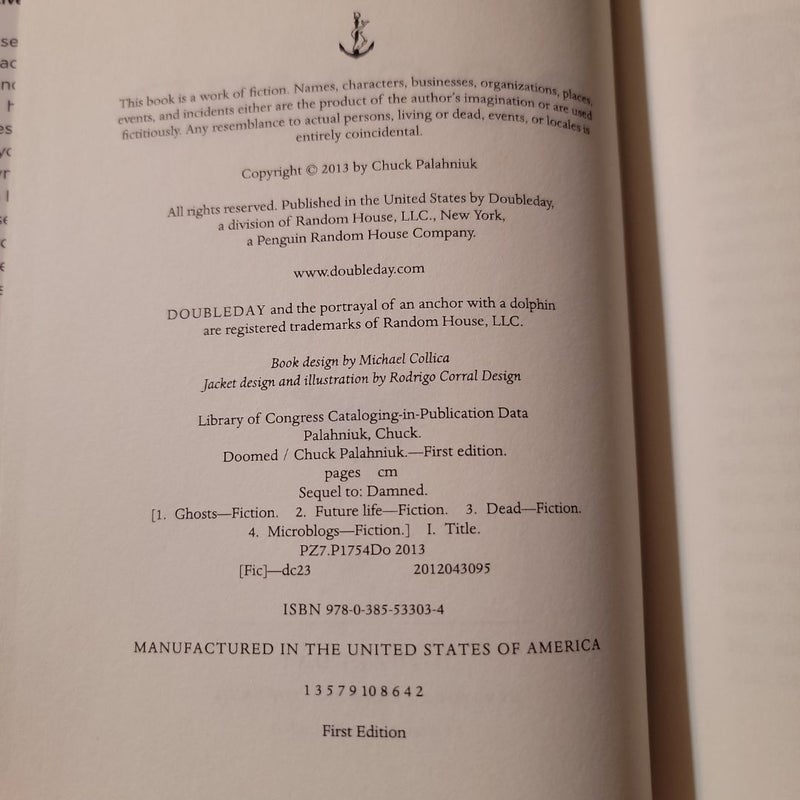 This book is a work of fiction. Names, characters, businesses, organizations, places,
events, and incidents either are the product of the author's imagination or are used
fictitiously. Any resemblance to actual persons, living or dead, events, or locales is
entirely coincidental.
Copyright © 2013 by Chuck Palahniuk
All rights reserved. Published in the United States by Doubleday,
a division of Random House, LLC., New York,
a Penguin Random House Company.
www.doubleday.com
DOUBLEDAY and the portrayal of an anchor with a dolphin
are registered trademarks of Random House, LLC.
Book design by Michael Collica
Jacket design and illustration by Rodrigo Corral Design
Library of Congress Cataloging-in-Publication Data
Palahniuk, Chuck.
Doomed / Chuck Palahniuk.—First edition.
pages cm
Sequel to: Damned.
[1. Ghosts—Fiction. 2. Future life—Fiction. 3. Dead—Fiction.
4. Microblogs—Fiction.] I. Title.
PZ7.P1754Do 2013
[Fic]—dc23 2012043095
ISBN 978-0-385-53303-4
MANUFACTURED IN THE UNITED STATES OF AMERICA
1 3 5 7 9 10 8 6 4 2
First Edition